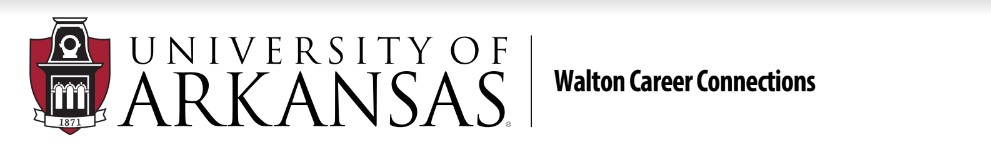 UNIVERSITY OF
ARKANSAS®
1871
Walton Career Connections